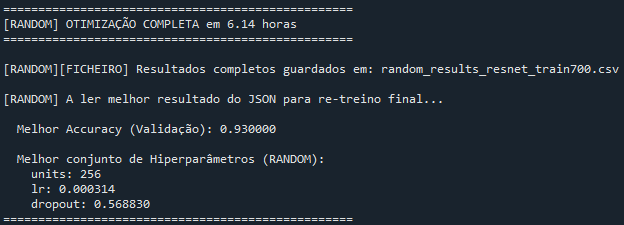 ==================================================
[RANDOM] OTIMIZAÇÃO COMPLETA em 6.14 horas
==================================================
[RANDOM][FICHEIRO] Resultados completos guardados em: random_results_resnet_train700.csv
[RANDOM] A ler melhor resultado do JSON para re-treino final...
Melhor Accuracy (Validação): 0.930000
Melhor conjunto de Hiperparâmetros (RANDOM):
units: 256
lr: 0.000314
dropout: 0.568830
==================================================